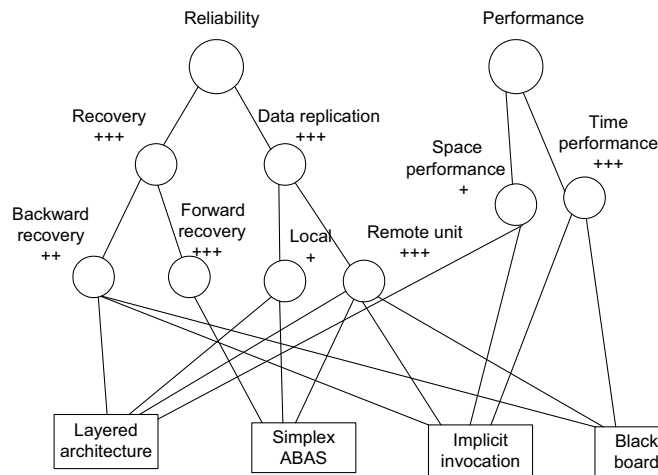 Reliability
Performance
Recovery
+++
Data replication
+++
Space
performance
+
Time
performance
+++
Backward
recovery
++
Forward
recovery
+++
Local
+
Remote unit
+++
Layered
architecture
Simplex
ABAS
Implicit
invocation
Black
board